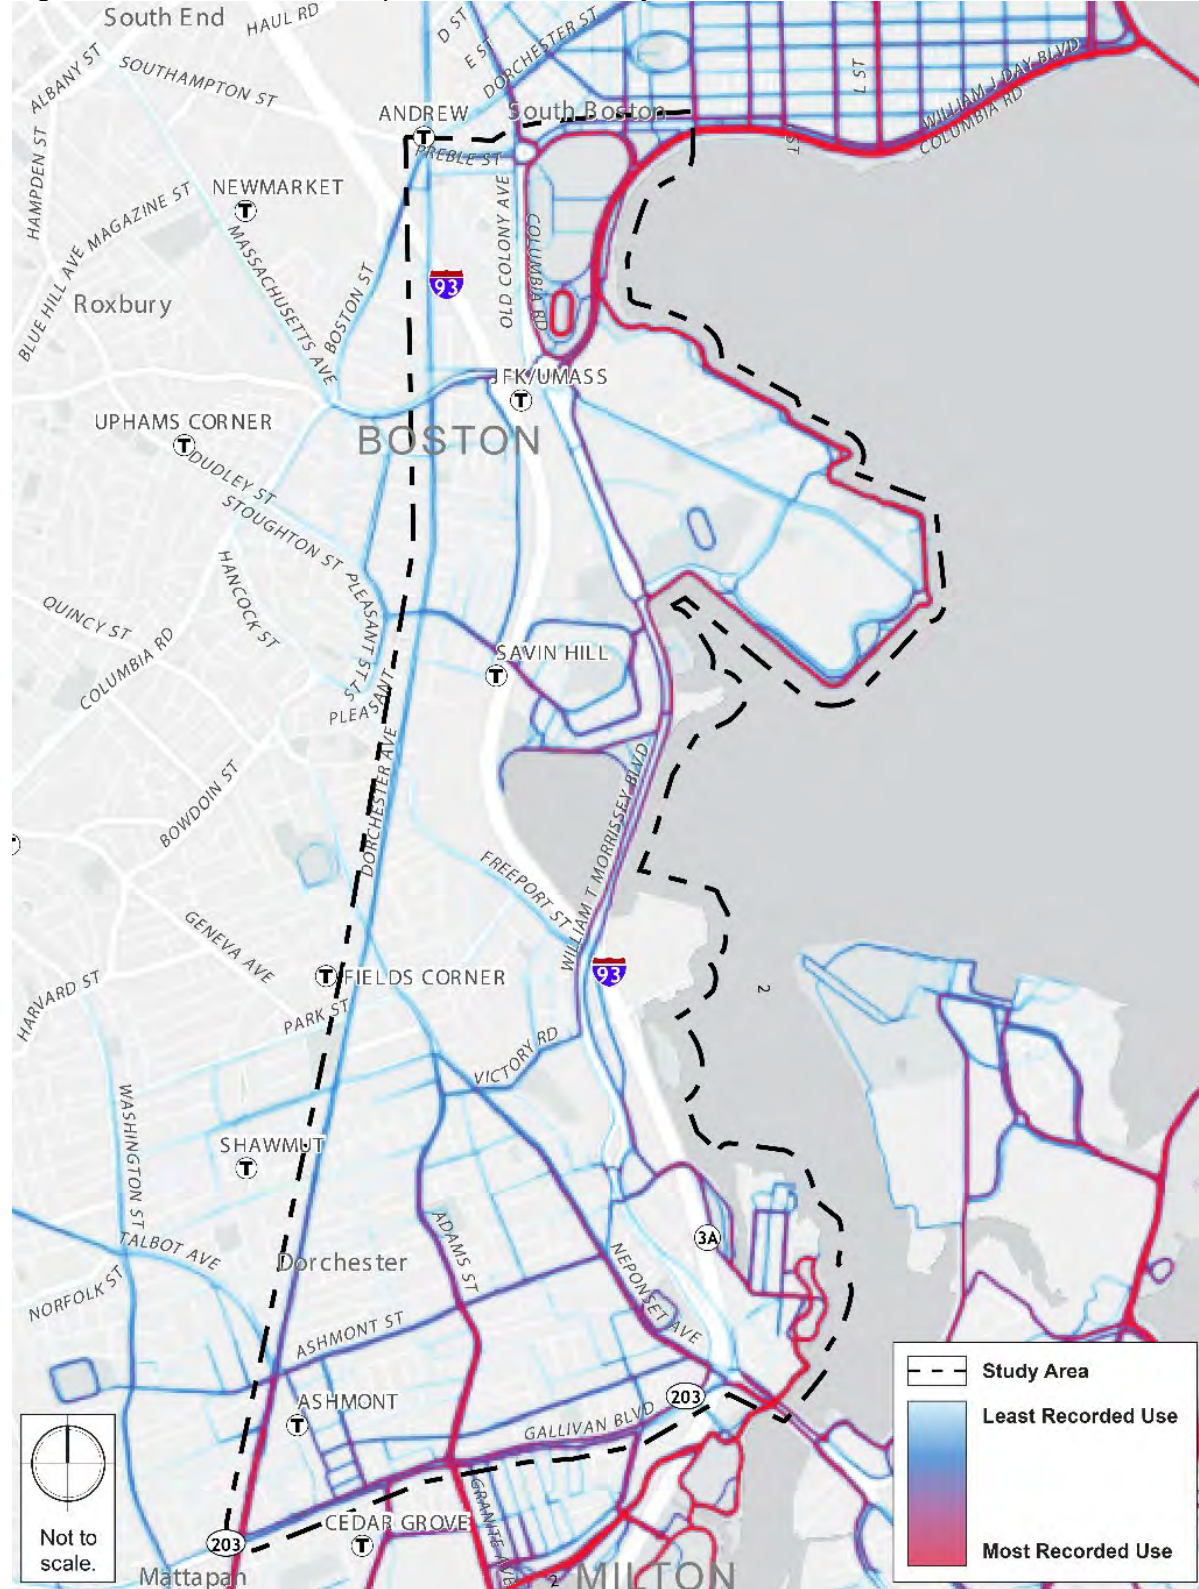 South End
HAUL RD
D ST
E ST
DORCHESTER ST
ALBANY ST
SOUTHAMPTON ST
L ST
WILLIAM J DAY BLVD
COLUMBIA RD
ANDREW
T
South Boston
ST
PREBLE ST
HAMPDEN ST
NEWMARKET
T
MAGAZINE ST
BLUE HILL AVE
MASSACHUSETTS AVE
OLD COLONY AVE
COLUMBIA RD
93
Roxbury
BOSTON ST
JFK/UMASS
T
UPHAMS CORNER
T
BOSTON
DUDLEY ST
STOUGHTON ST
HANCOCK ST
PLEASANT ST
QUINCY ST
COLUMBIA RD
SAVIN HILL
T
ST
PLEASANT
DORCHESTER AVE
WILLIAM T MORRISSEY BLVD
BOWDOIN ST
T
FREEPORT ST
GENEVA AVE
93
T
FIELDS CORNER
2
HARVARD ST
PARK ST
VICTORY RD
WASHINGTON ST
SHAWMUT
T
ADAMS ST
3A
TALBOT AVE
Dorchester
NORFOLK ST
NEPONSET AVE
ASHMONT ST
ASHMONT
T
203
GALLIVAN BLVD
GRANITE AVE
CEDAR GROVE
T
203
Mattapan
2
MILTON
Not to
scale.
Study Area
Least Recorded Use
Most Recorded Use